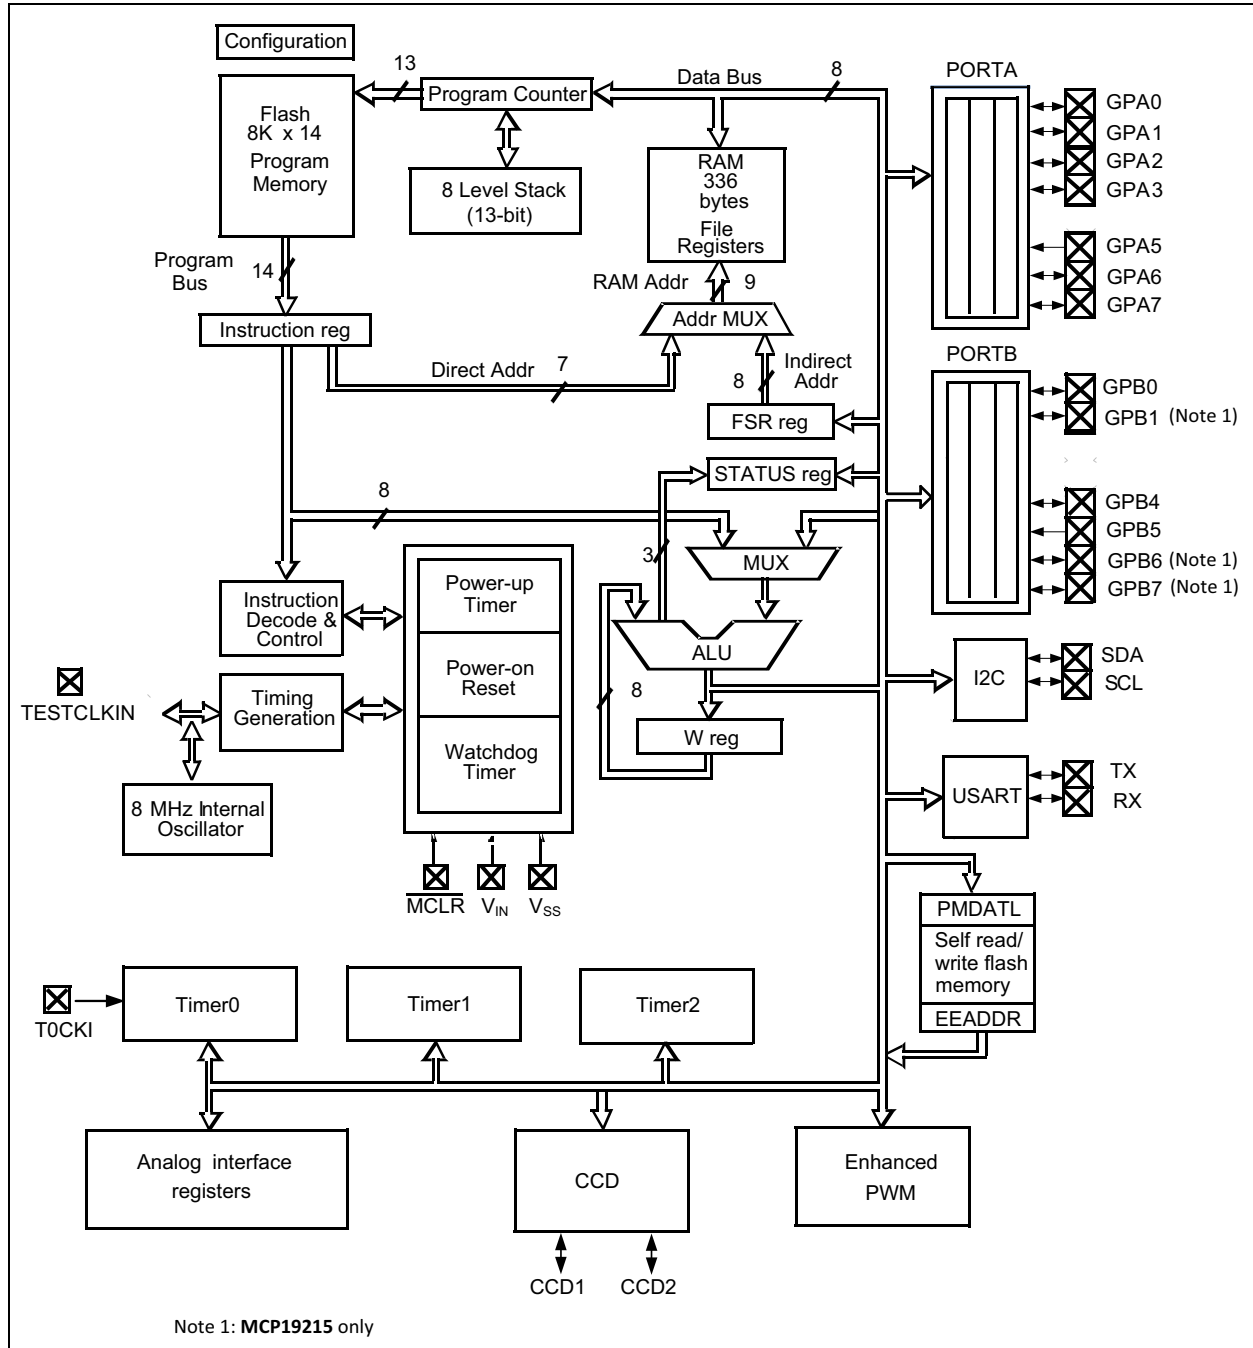 Configuration
13
Program Counter
Data Bus
8
PORTA
Flash
8K x 14
Program
Memory
8 Level Stack
(13-bit)
RAM
336
bytes
File
Registers
GPA0
GPA1
GPA2
GPA3
GPA5
GPA6
GPA7
Program
Bus
14
RAM Addr
9
Addr MUX
Instruction reg
Direct Addr
7
8
Indirect
Addr
FSR reg
PORTB
GPB0
GPB1 (Note 1)
GPB4
GPB5
GPB6 (Note 1)
GPB7 (Note 1)
STATUS reg
8
3
MUX
Instruction
Decode &
Control
Power-up
Timer
Power-on
Reset
Watchdog
Timer
ALU
8
W reg
I2C
SDA
SCL
TESTCLKIN
Timing
Generation
8 MHz Internal
Oscillator
USART
TX
RX
MCLR
VIN
VSS
PMDATL
Self read/
write flash
memory
EEADDR
T0CKI
Timer0
Timer1
Timer2
Analog interface
registers
CCD
Enhanced
PWM
CCD1
CCD2
Note 1: MCP19215 only